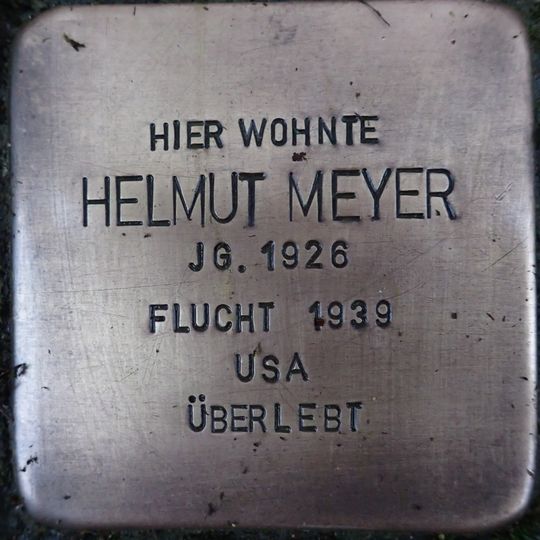 HIER WOHNTE
HELMUT MEYER
JG. 1926
FLUCHT 1939
USA
ÜBERLEBT